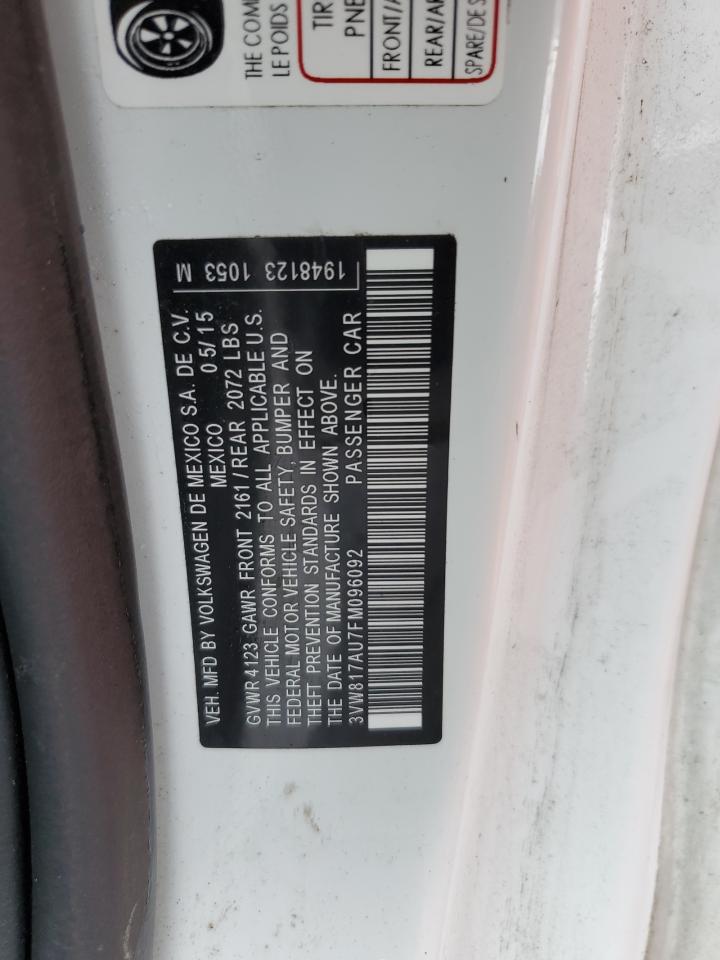 THE COM
LE POIDS
TIR
PNE
FRONT/A
REAR/AR
SPARE/DE S
VEH. MFD BY VOLKSWAGEN DE MEXICO S.A. DE C.V.
MEXICO 05/15
GVWR 4123 GAWR FRONT 2161/REAR 2072 LBS
THIS VEHICLE CONFORMS TO ALL APPLICABLE U.S.
FEDERAL MOTOR VEHICLE SAFETY, BUMPER AND
THEFT PREVENTION STANDARDS IN EFFECT ON
THE DATE OF MANUFACTURE SHOWN ABOVE.
3VW817AU7FM096092 PASSENGER CAR
1948123 1053 M